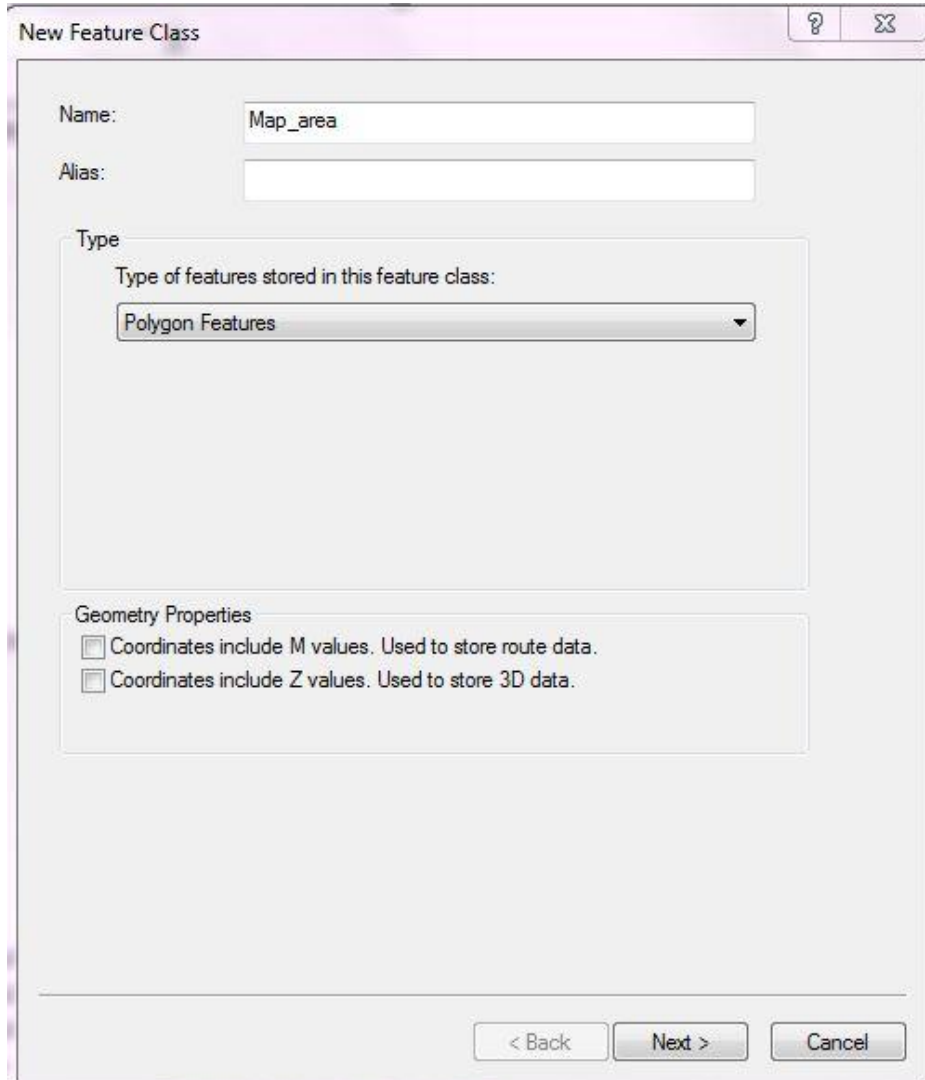 New Feature Class
Name:
Map_area
Alias:
Type
Type of features stored in this feature class:
Polygon Features
Geometry Properties
Coordinates include M values. Used to store route data.
Coordinates include Z values. Used to store 3D data.
< Back
Next >
Cancel